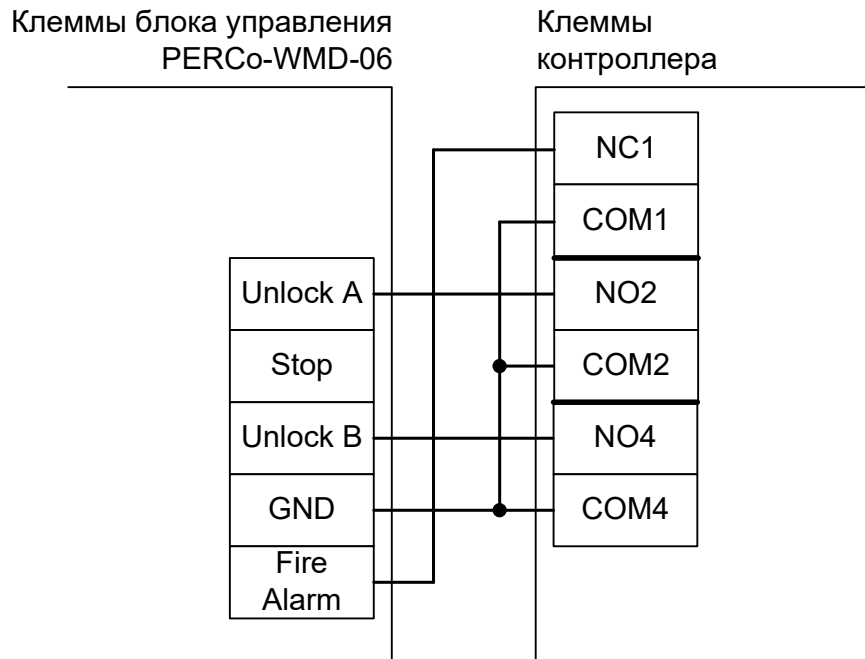 Клеммы блока управления
PERCo-WMD-06
Клеммы
контроллера
Unlock A
Stop
Unlock B
GND
Fire
Alarm
NC1
COM1
NO2
COM2
NO4
COM4